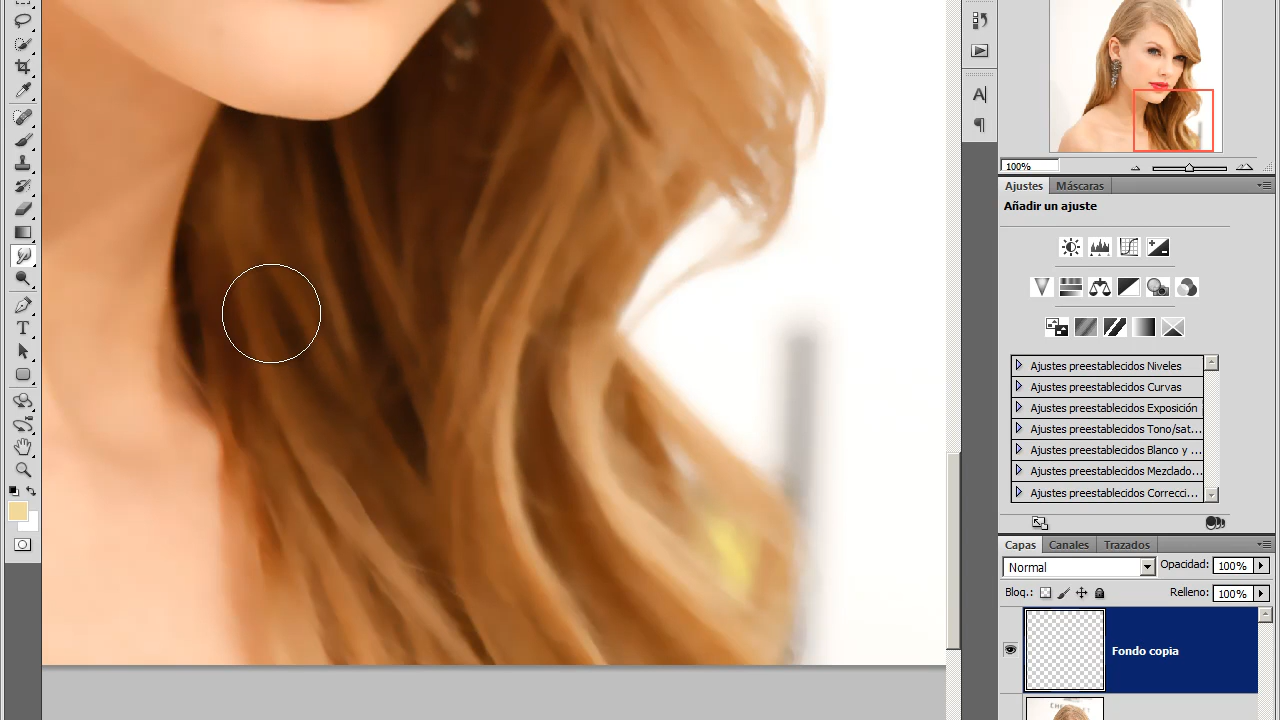 A
T
100%
Ajustes
Máscaras
Añadir un ajuste
Ajustes preestablecidos Niveles
Ajustes preestablecidos Curvas
Ajustes preestablecidos Exposición
Ajustes preestablecidos Tono/sat...
Ajustes preestablecidos Blanco y ...
Ajustes preestablecidos Mezclado...
Ajustes preestablecidos Correcci...
Capas
Canales
Trazados
Normal
Opacidad: 100%
Bloq.:
Relleno: 100%
Fondo copia